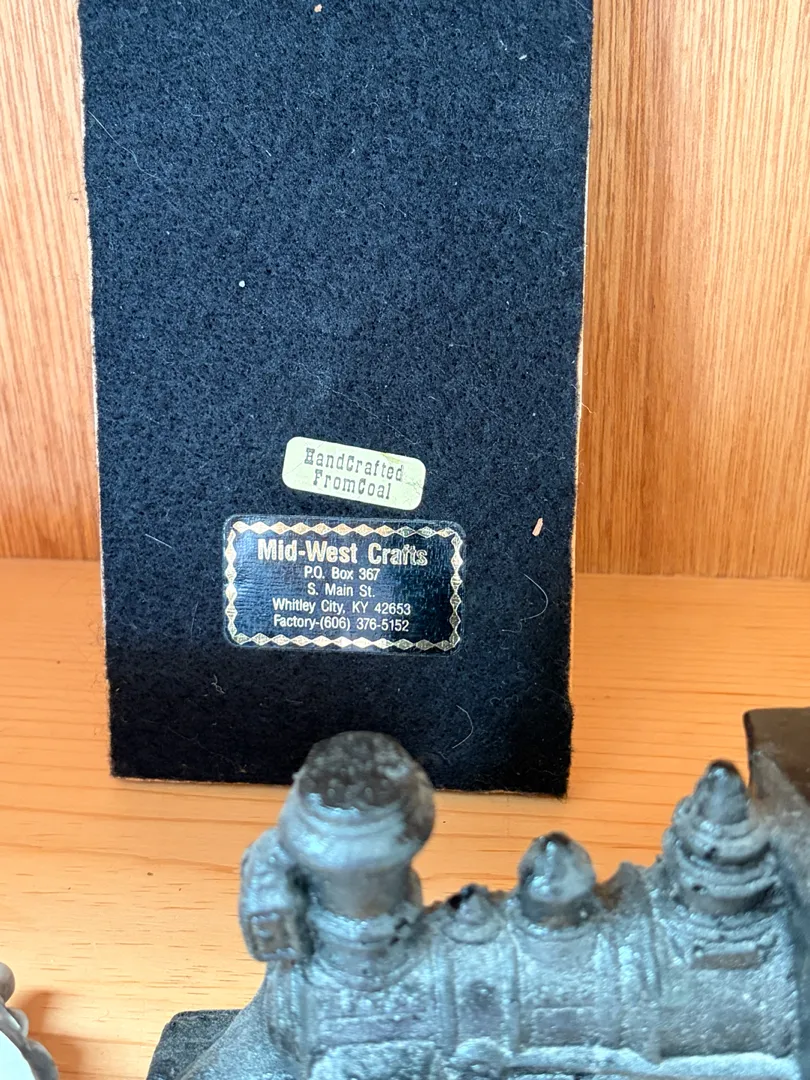 HandCrafted
FromCoal
Mid-West Crafts
P.O. Box 367
S. Main St.
Whitley City, KY 42653
Factory-(606) 376-5152